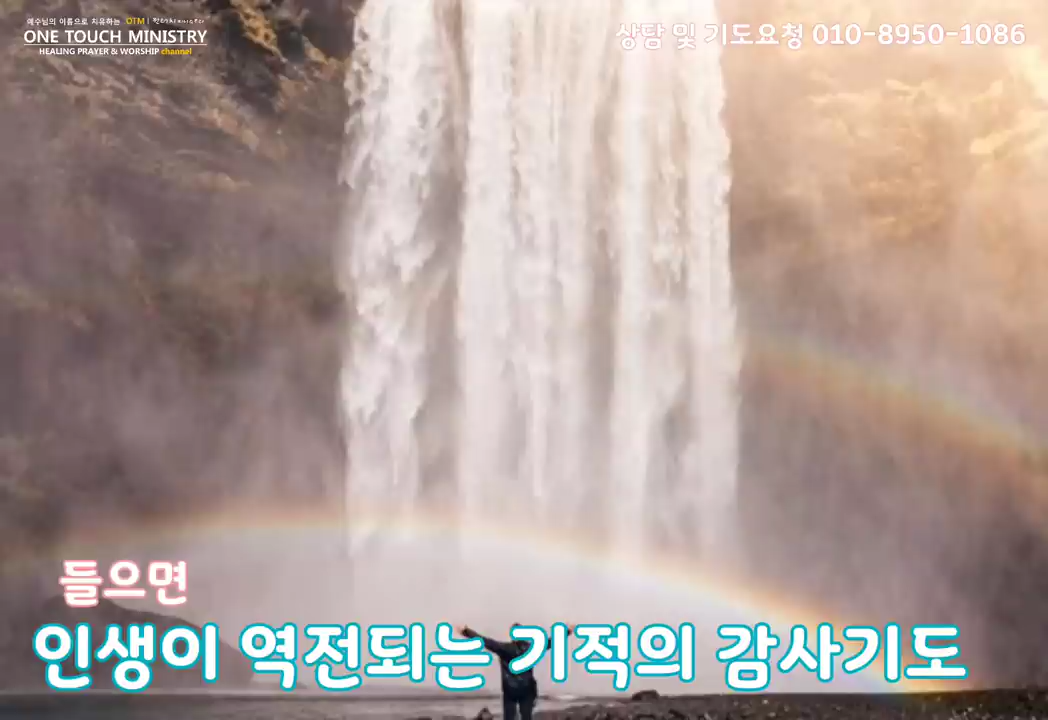 예수님의 이름으로 치유하는 OTM |
ONE TOUCH MINISTRY
HEALING PRAYER & WORSHIP channel
상담 및 기도요청 010-8950-1086
들으면
인생이 역전되는 기적의 감사기도